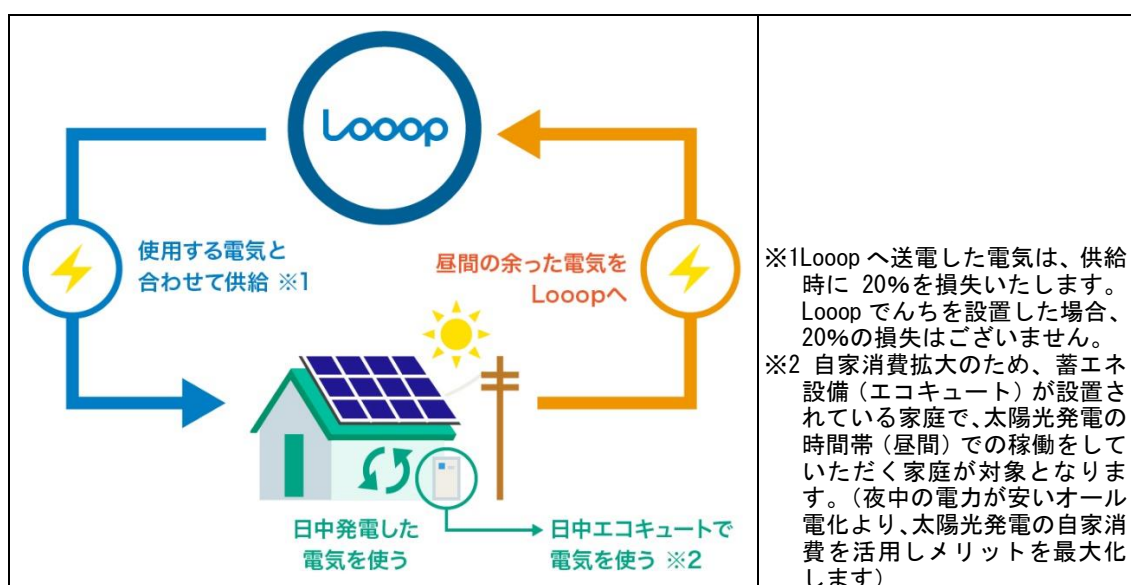 Looop
使用する電気と
合わせて供給 ※1
昼間の余った電気を
Looopへ
日中発電した
電気を使う
日中エコキュートで
電気を使う ※2
※1Looop へ送電した電気は、供給
時に 20%を損失いたします。
Looop でんちを設置した場合、
20%の損失はございません。
※2 自家消費拡大のため、蓄エネ
設備（エコキュート）が設置さ
れている家庭で、太陽光発電の
時間帯（昼間）での稼働をして
いただく家庭が対象となりま
す。（夜中の電力が安いオール
電化より、太陽光発電の自家消
費を活用しメリットを最大化
します）